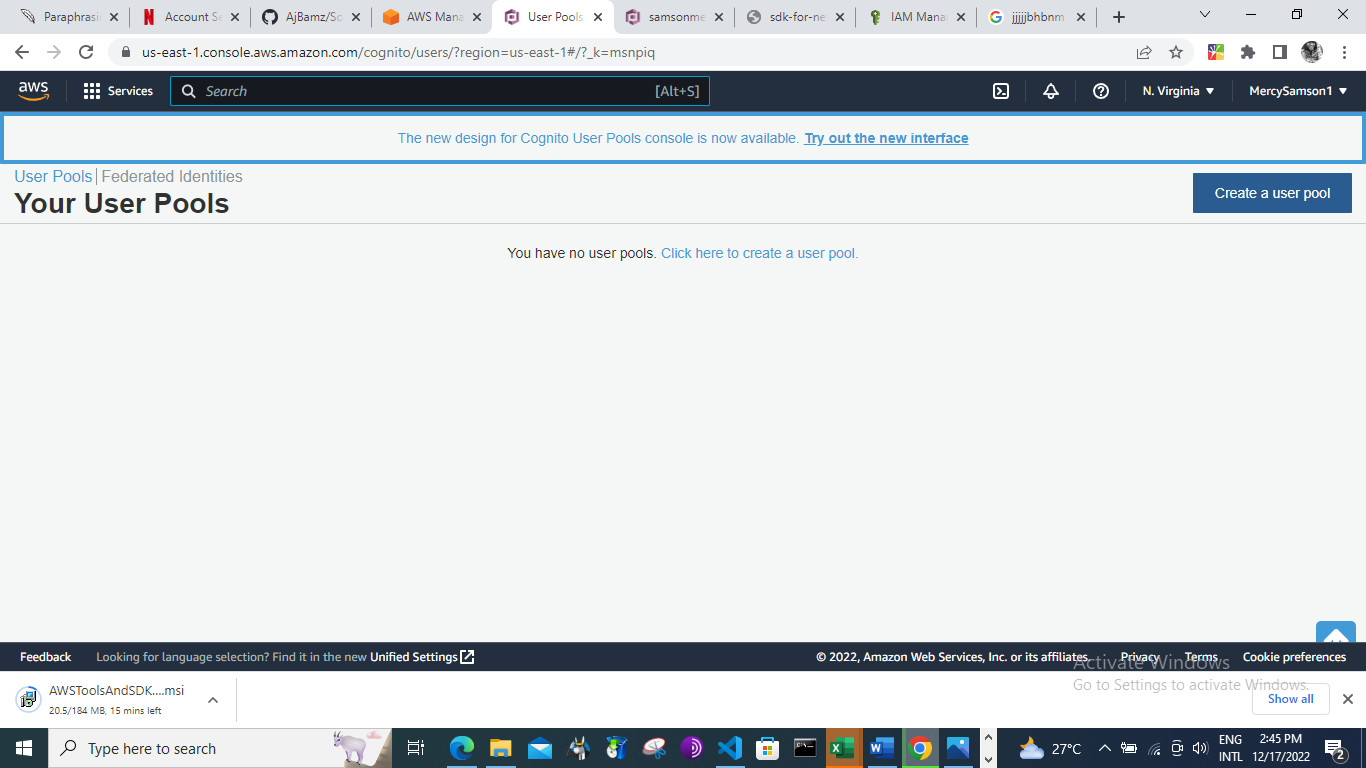 Paraphrasi
Account Se
AjBamz/So
AWS Mana
User Pools
samsonme
sdk-for-ne
IAM Mana
jjjjjbhbnm
us-east-1.console.aws.amazon.com/cognito/users/?region=us-east-1#/?_k=msnpiq
aws
Services
Search
[Alt+S]
N. Virginia
MercySamson1
The new design for Cognito User Pools console is now available. Try out the new interface
User Pools | Federated Identities
Your User Pools
Create a user pool
You have no user pools. Click here to create a user pool.
Feedback
Looking for language selection? Find it in the new Unified Settings
© 2022, Amazon Web Services, Inc. or its affiliates.
Privacy
Terms
Cookie preferences
Activate Windows
Go to Settings to activate Windows.
AWSToolsAndSDK....msi
20.5/184 MB, 15 mins left
Show all
Type here to search
27°C
ENG
INTL
2:45 PM
12/17/2022
2